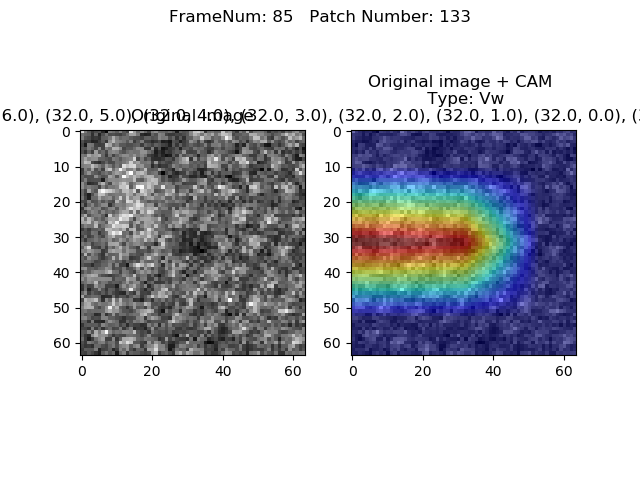 FrameNum: 85   Patch Number: 133
Original image + CAM
Type: Vw
6.0), (32.0, 5.0), (32.0, 4.0), (32.0, 3.0), (32.0, 2.0), (32.0, 1.0), (32.0, 0.0), (3
Original image
0
10
20
30
40
50
60
0 20 40 60
0
10
20
30
40
50
60
0 20 40 60